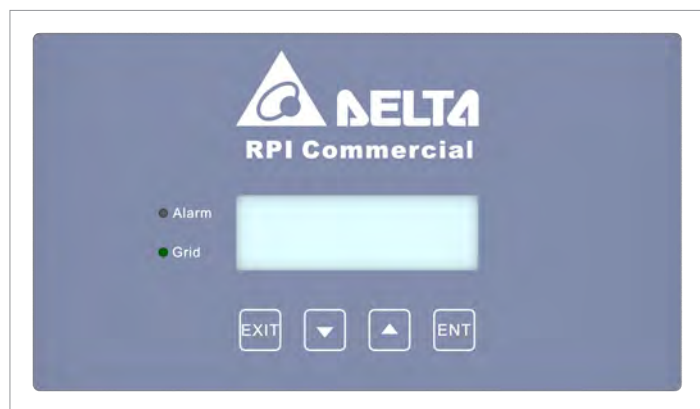 DELTA
RPI Commercial
Alarm
Grid
EXIT
ENT